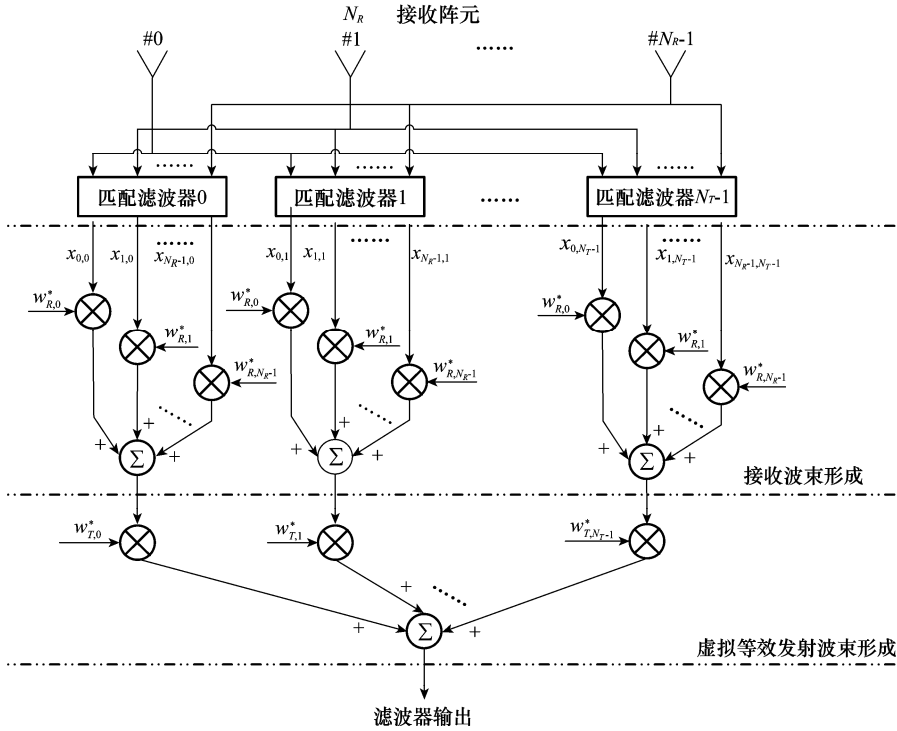 N_R 接收阵元
#0 #1 …… #N_R-1
…… …… ……
匹配滤波器0 匹配滤波器1 …… 匹配滤波器N_T-1
x_{0,0} x_{1,0} …… x_{N_R-1,0} x_{0,1} x_{1,1} …… x_{N_R-1,1} x_{0,N_T-1} x_{1,N_T-1} …… x_{N_R-1,N_T-1}
w*_{R,0} w*_{R,0} w*_{R,0}
w*_{R,1} w*_{R,1} w*_{R,1}
w*_{R,N_R-1} w*_{R,N_R-1} w*_{R,N_R-1}
…… …… ……
+ + + + + + + + +
Σ Σ Σ
接收波束形成
w*_{T,0} w*_{T,1} w*_{T,N_T-1}
+ ……
+ Σ +
虚拟等效发射波束形成
滤波器输出